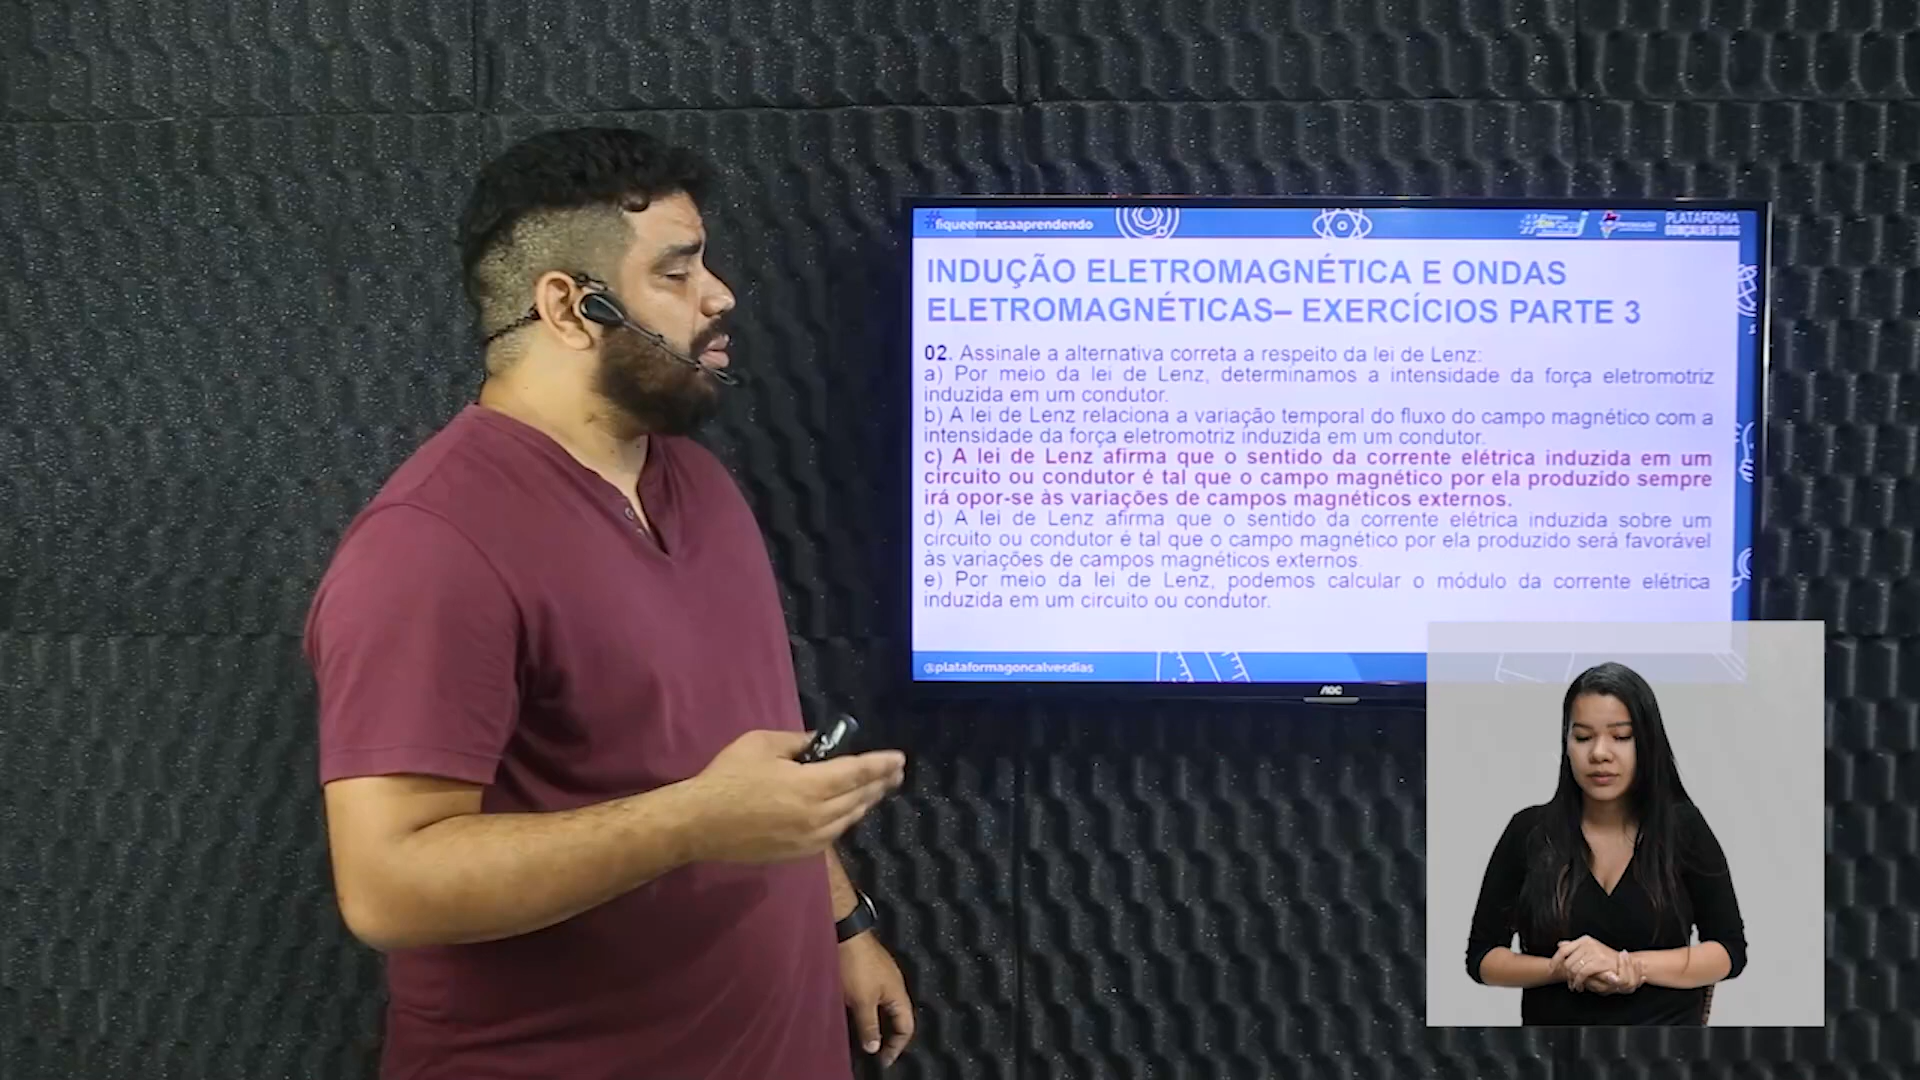 #fiqueemcasaaprendendo
PLATAFORMA
GONÇALVES DIAS
INDUÇÃO ELETROMAGNÉTICA E ONDAS
ELETROMAGNÉTICAS– EXERCÍCIOS PARTE 3
02. Assinale a alternativa correta a respeito da lei de Lenz:
a) Por meio da lei de Lenz, determinamos a intensidade da força eletromotriz
induzida em um condutor.
b) A lei de Lenz relaciona a variação temporal do fluxo do campo magnético com a
intensidade da força eletromotriz induzida em um condutor.
c) A lei de Lenz afirma que o sentido da corrente elétrica induzida em um
circuito ou condutor é tal que o campo magnético por ela produzido sempre
irá opor-se às variações de campos magnéticos externos.
d) A lei de Lenz afirma que o sentido da corrente elétrica induzida sobre um
circuito ou condutor é tal que o campo magnético por ela produzido será favorável
às variações de campos magnéticos externos.
e) Por meio da lei de Lenz, podemos calcular o módulo da corrente elétrica
induzida em um circuito ou condutor.
@plataformagoncalvesdias
AOC